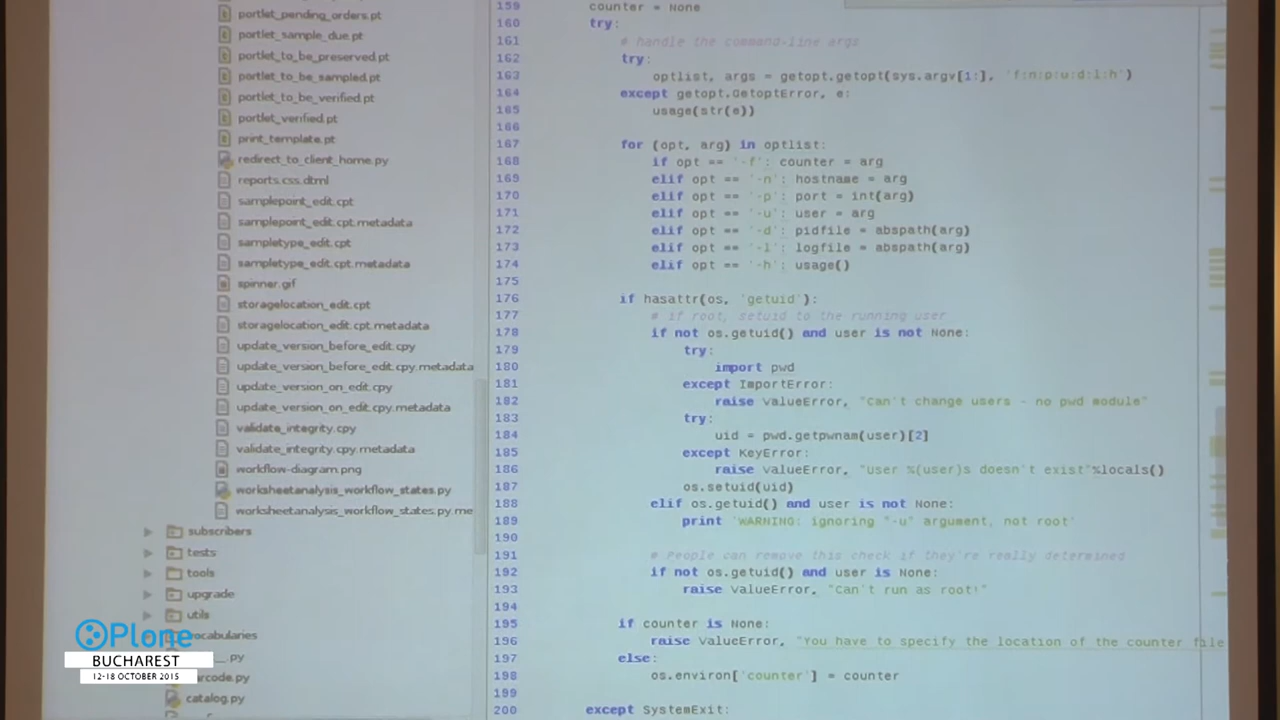 portlet_pending_orders.pt
portlet_sample_due.pt
portlet_to_be_preserved.pt
portlet_to_be_sampled.pt
portlet_to_be_verified.pt
portlet_verified.pt
print_template.pt
redirect_to_client_home.py
reports.css.dtml
samplepoint_edit.cpt
samplepoint_edit.cpt.metadata
sampletype_edit.cpt
sampletype_edit.cpt.metadata
spinner.gif
storagelocation_edit.cpt
storagelocation_edit.cpt.metadata
update_version_before_edit.cpy
update_version_before_edit.cpy.metadata
update_version_on_edit.cpy
update_version_on_edit.cpy.metadata
validate_integrity.cpy
validate_integrity.cpy.metadata
workflow-diagram.png
worksheetanalysis_workflow_states.py
worksheetanalysis_workflow_states.py.me
subscribers
tests
tools
upgrade
utils
vocabularies
__.py
arcode.py
catalog.py
159 counter = None
160 try:
161 # handle the command-line args
162 try:
163 optlist, args = getopt.getopt(sys.argv[1:], 'f:n:p:u:d:l:h')
164 except getopt.GetoptError, e:
165 usage(str(e))
166
167 for (opt, arg) in optlist:
168 if opt == '-f': counter = arg
169 elif opt == '-n': hostname = arg
170 elif opt == '-p': port = int(arg)
171 elif opt == '-u': user = arg
172 elif opt == '-d': pidfile = abspath(arg)
173 elif opt == '-l': logfile = abspath(arg)
174 elif opt == '-h': usage()
175
176 if hasattr(os, 'getuid'):
177 # if root, setuid to the running user
178 if not os.getuid() and user is not None:
179 try:
180 import pwd
181 except ImportError:
182 raise ValueError, "Can't change users - no pwd module"
183 try:
184 uid = pwd.getpwnam(user)[2]
185 except KeyError:
186 raise ValueError, "User %(user)s doesn't exist"%locals()
187 os.setuid(uid)
188 elif os.getuid() and user is not None:
189 print 'WARNING: ignoring "-u" argument, not root'
190
191 # People can remove this check if they're really determined
192 if not os.getuid() and user is None:
193 raise ValueError, "Can't run as root!"
194
195 if counter is None:
196 raise ValueError, "You have to specify the location of the counter file
197 else:
198 os.environ['counter'] = counter
199
200 except SystemExit:
Plone
BUCHAREST
12-18 OCTOBER 2015